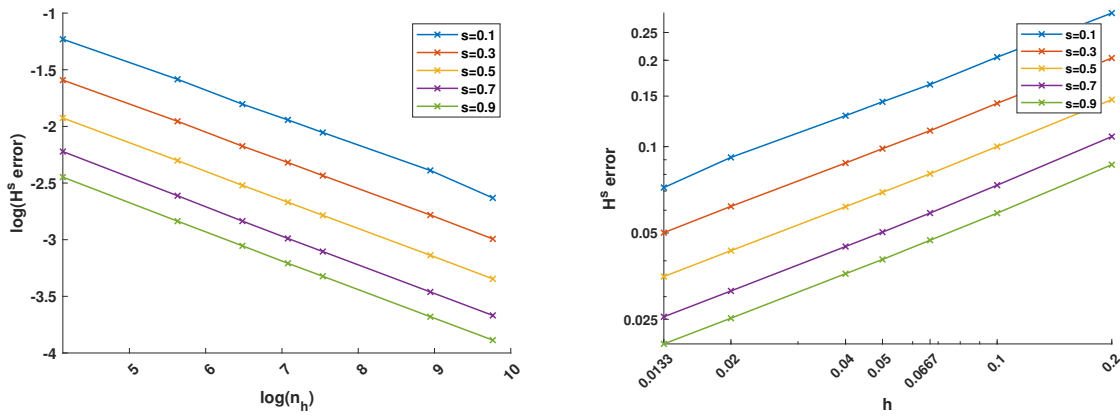 -1
-1.5
-2
-2.5
-3
-3.5
-4
5
6
7
8
9
10
log(n_h)
log(H^s error)
s=0.1
s=0.3
s=0.5
s=0.7
s=0.9
0.25
0.2
0.15
0.1
0.05
0.025
0.0133
0.02
0.04
0.05
0.0667
0.1
0.2
h
H^s error
s=0.1
s=0.3
s=0.5
s=0.7
s=0.9